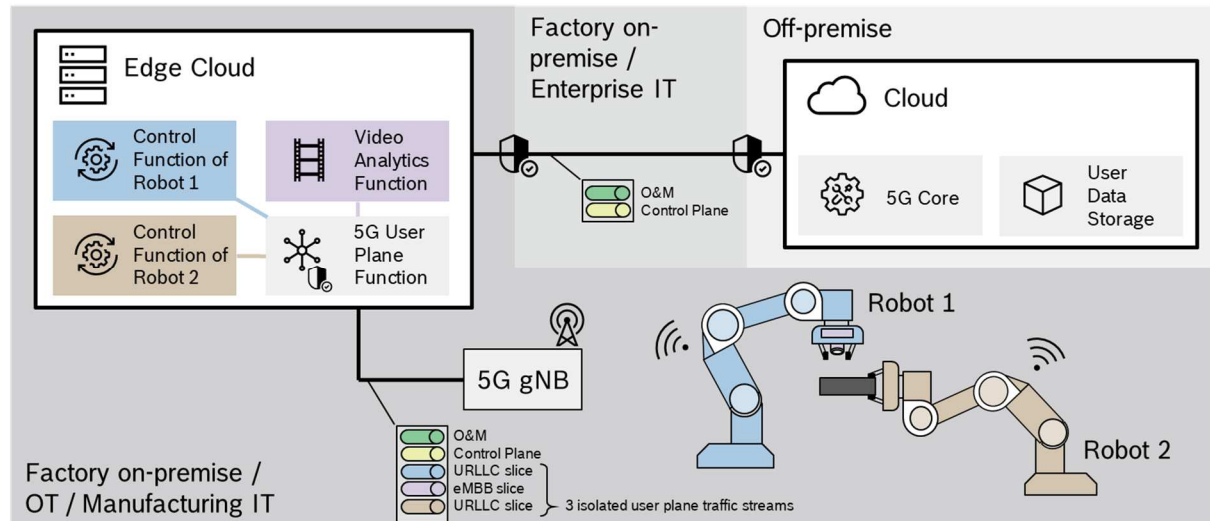 Edge Cloud
Control
Function of
Robot 1
Video
Analytics
Function
Control
Function of
Robot 2
5G User
Plane
Function
Factory on-
premise /
Enterprise IT
O&M
Control Plane
Off-premise
Cloud
5G Core
User
Data
Storage
5G gNB
Robot 1
Robot 2
O&M
Control Plane
URLLC slice
eMBB slice
URLLC slice
3 isolated user plane traffic streams
Factory on-premise /
OT / Manufacturing IT